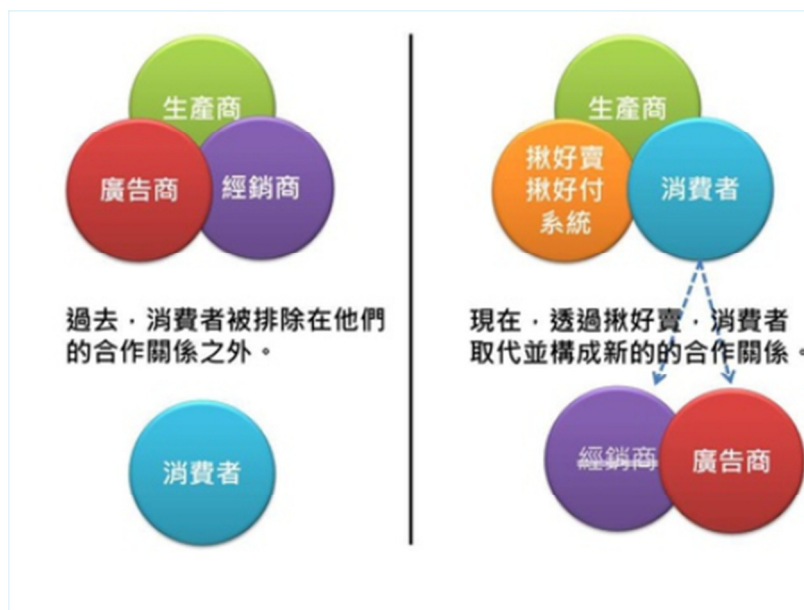 生產商
廣告商
經銷商
過去，消費者被排除在他們
的合作關係之外。
消費者
生產商
揪好賣
揪好付
系統
消費者
現在，透過揪好賣，消費者
取代並構成新的的合作關係。
經銷商
廣告商